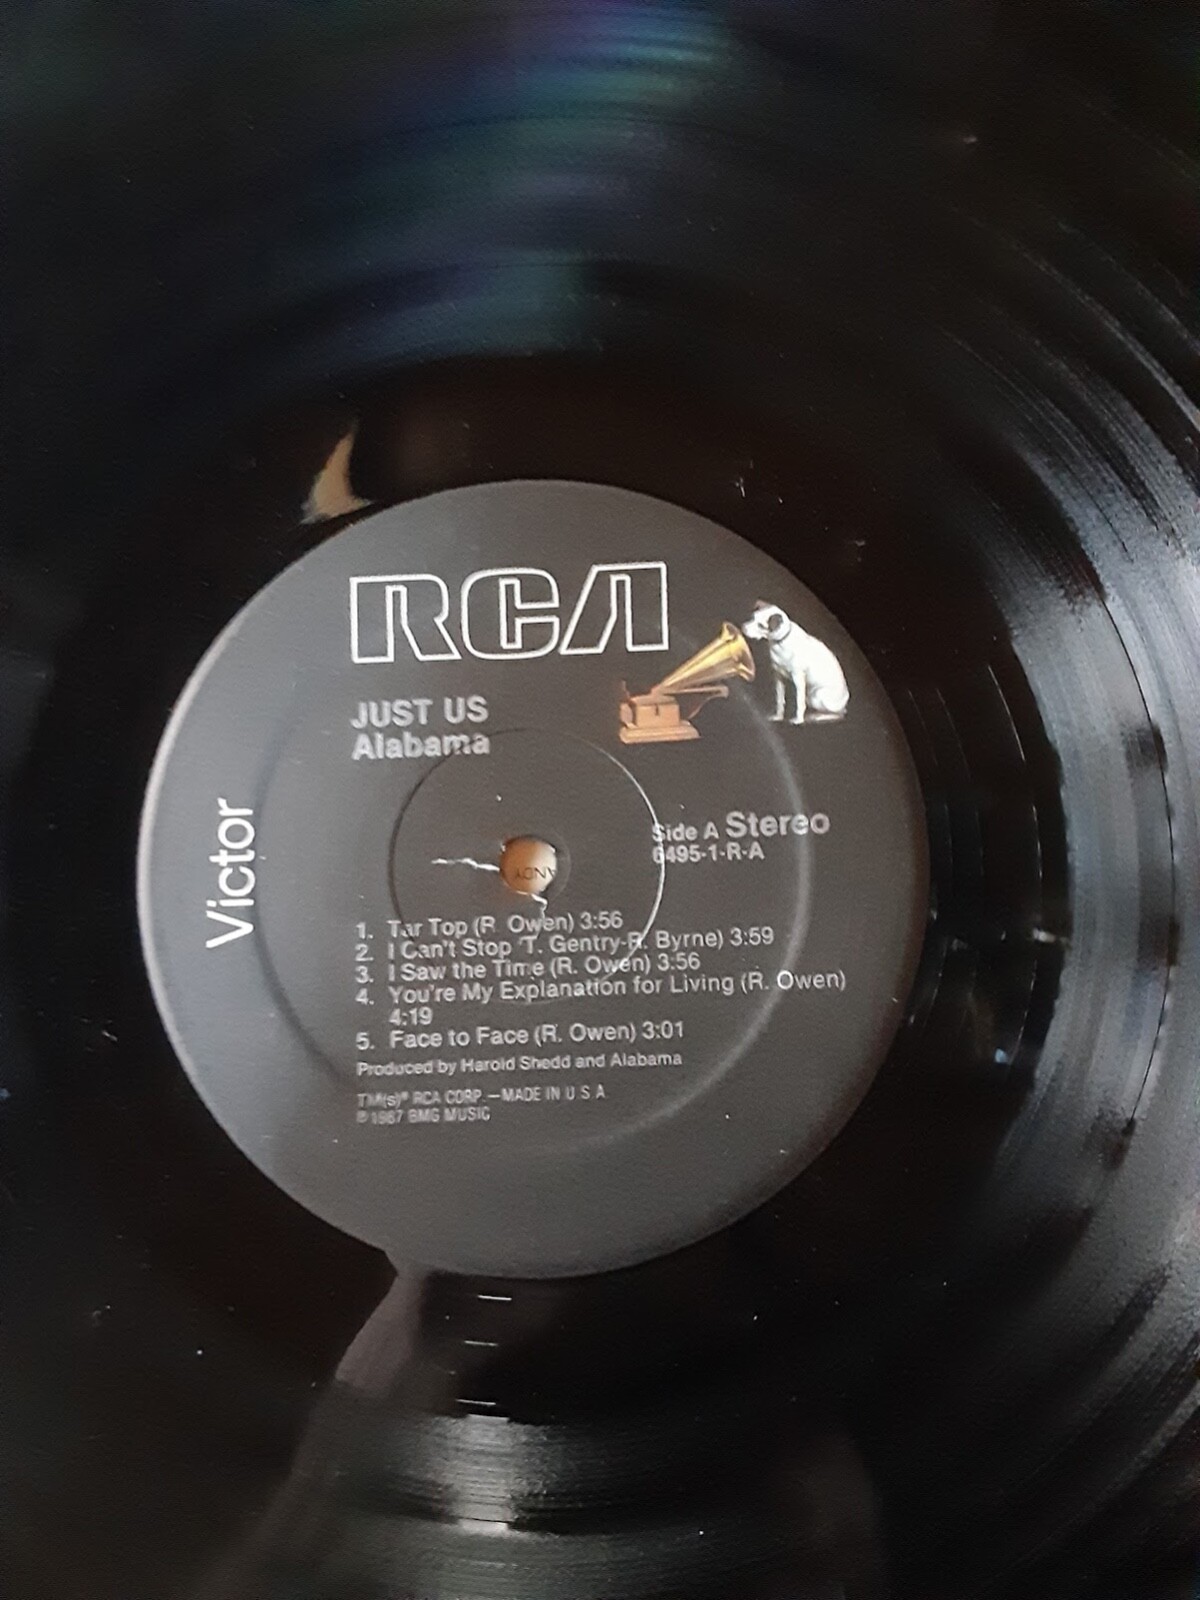 RCA
JUST US
Alabama
Victor
Side A Stereo
6495-1-R-A
1. Tar Top (R. Owen) 3:56
2. I Can't Stop (T. Gentry-R. Byrne) 3:59
3. I Saw the Time (R. Owen) 3:56
4. You're My Explanation for Living (R. Owen)
4:19
5. Face to Face (R. Owen) 3:01
Produced by Harold Shedd and Alabama
TM(s)® RCA CORP.—MADE IN U S A
℗ 1987 BMG MUSIC